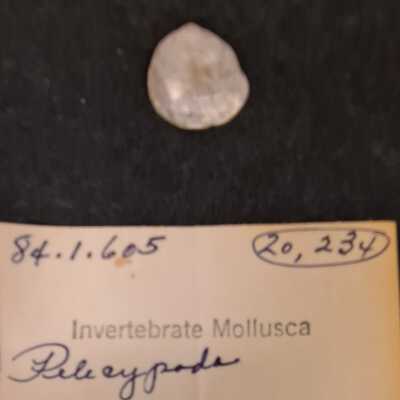 84.1.605 20,234
Invertebrate Mollusca
Pelecypoda